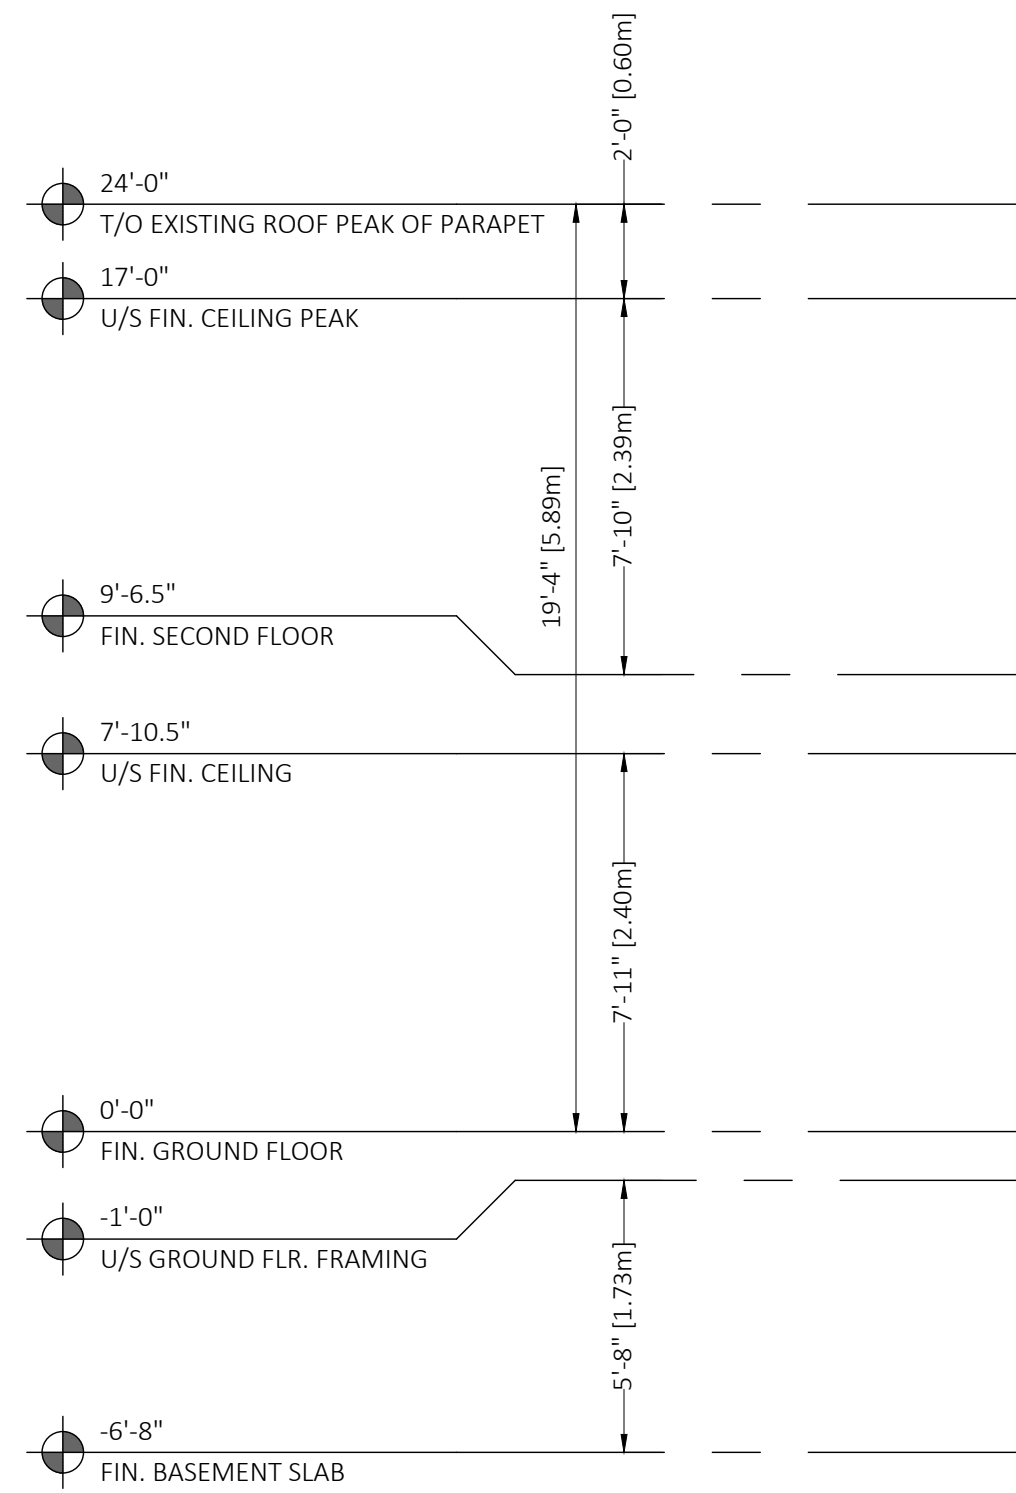 2'-0" [0.60m]
24'-0"
T/O EXISTING ROOF PEAK OF PARAPET
17'-0"
U/S FIN. CEILING PEAK
7'-10" [2.39m]
19'-4" [5.89m]
9'-6.5"
FIN. SECOND FLOOR
7'-10.5"
U/S FIN. CEILING
7'-11" [2.40m]
0'-0"
FIN. GROUND FLOOR
-1'-0"
U/S GROUND FLR. FRAMING
5'-8" [1.73m]
-6'-8"
FIN. BASEMENT SLAB